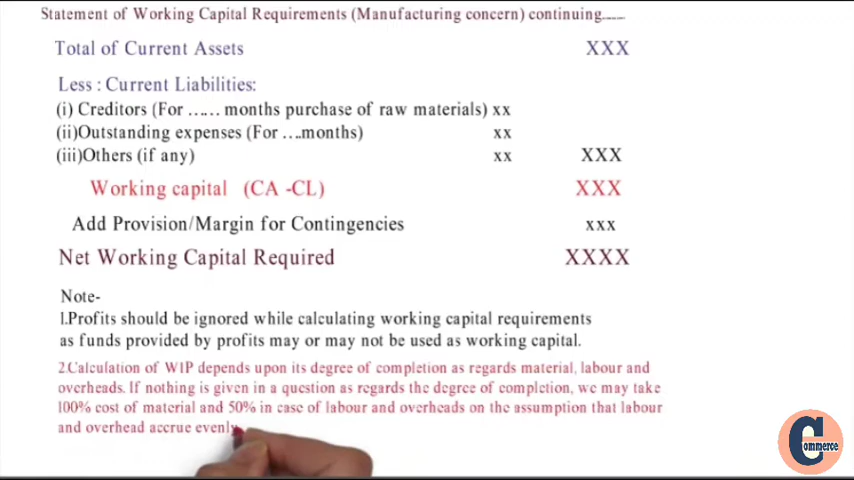 Statement of Working Capital Requirements (Manufacturing concern) continuing......
Total of Current Assets XXX
Less : Current Liabilities:
(i) Creditors (For ...... months purchase of raw materials) xx
(ii)Outstanding expenses (For ....months) xx
(iii)Others (if any) xx XXX
Working capital (CA -CL) XXX
Add Provision/Margin for Contingencies xxx
Net Working Capital Required XXXX
Note-
1.Profits should be ignored while calculating working capital requirements
as funds provided by profits may or may not be used as working capital.
2.Calculation of WIP depends upon its degree of completion as regards material, labour and
overheads. If nothing is given in a question as regards the degree of completion, we may take
100% cost of material and 50% in case of labour and overheads on the assumption that labour
and overhead accrue evenly
Commerce